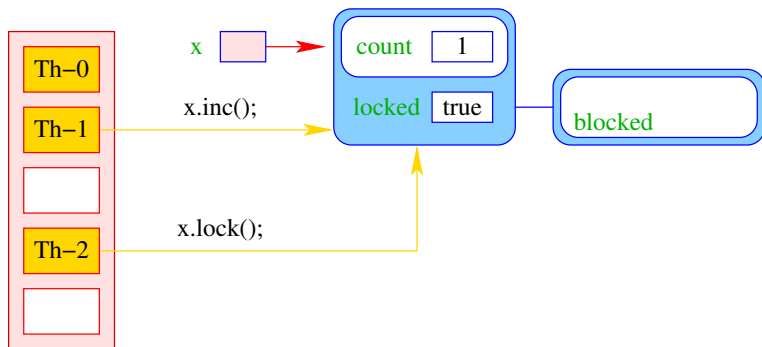 Th−0
x
count 1
Th−1
x.inc();
locked true
blocked
Th−2
x.lock();